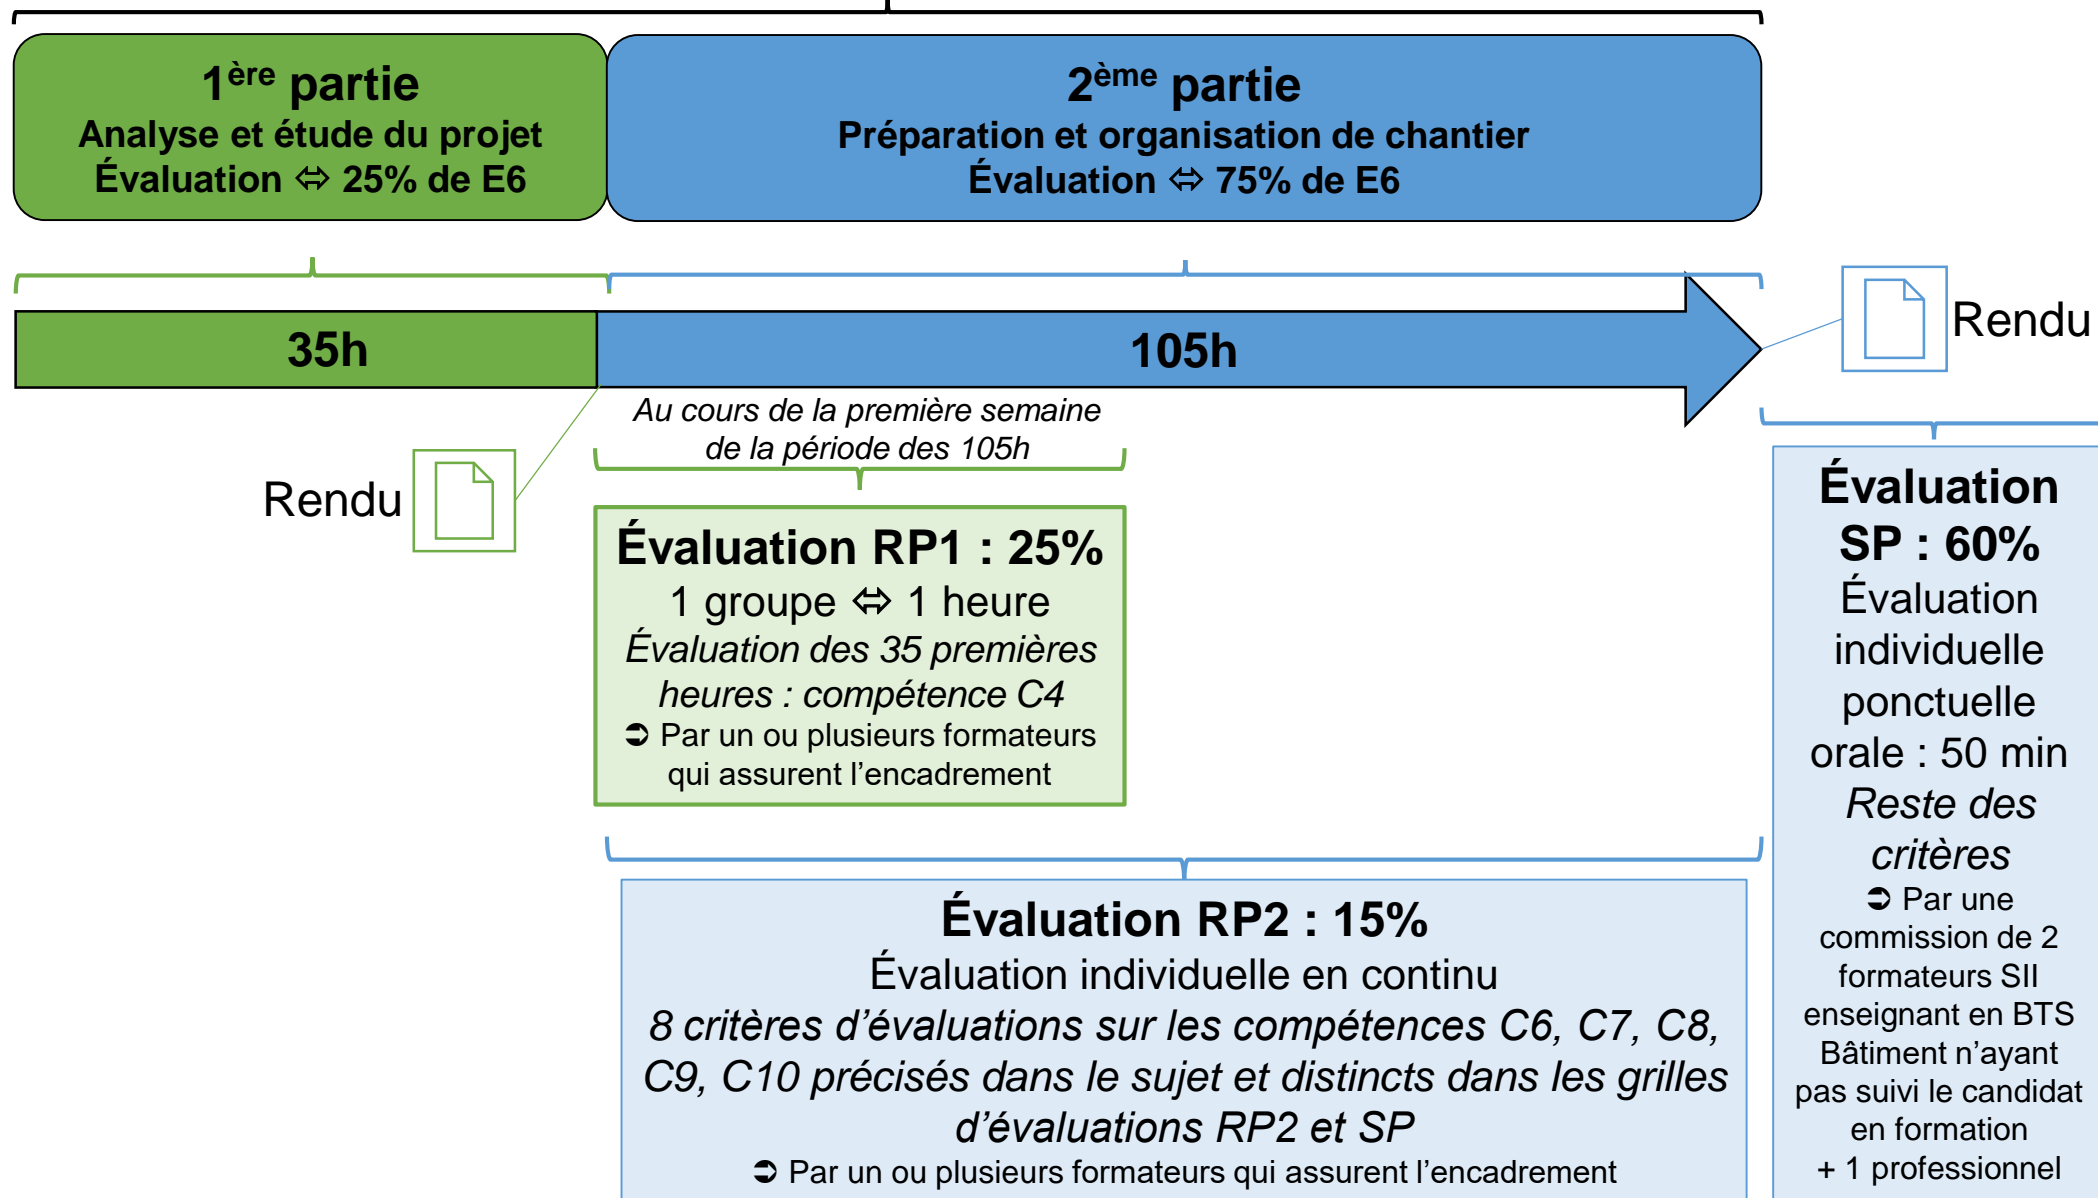 1ère partie
Analyse et étude du projet
Évaluation ⇔ 25% de E6
2ème partie
Préparation et organisation de chantier
Évaluation ⇔ 75% de E6
35h
105h
Rendu
Au cours de la première semaine
de la période des 105h
Rendu
Évaluation RP1 : 25%
1 groupe ⇔ 1 heure
Évaluation des 35 premières
heures : compétence C4
➲ Par un ou plusieurs formateurs
qui assurent l’encadrement
Évaluation RP2 : 15%
Évaluation individuelle en continu
8 critères d’évaluations sur les compétences C6, C7, C8,
C9, C10 précisés dans le sujet et distincts dans les grilles
d’évaluations RP2 et SP
➲ Par un ou plusieurs formateurs qui assurent l’encadrement
Évaluation
SP : 60%
Évaluation
individuelle
ponctuelle
orale : 50 min
Reste des
critères
➲ Par une
commission de 2
formateurs SII
enseignant en BTS
Bâtiment n’ayant
pas suivi le candidat
en formation
+ 1 professionnel